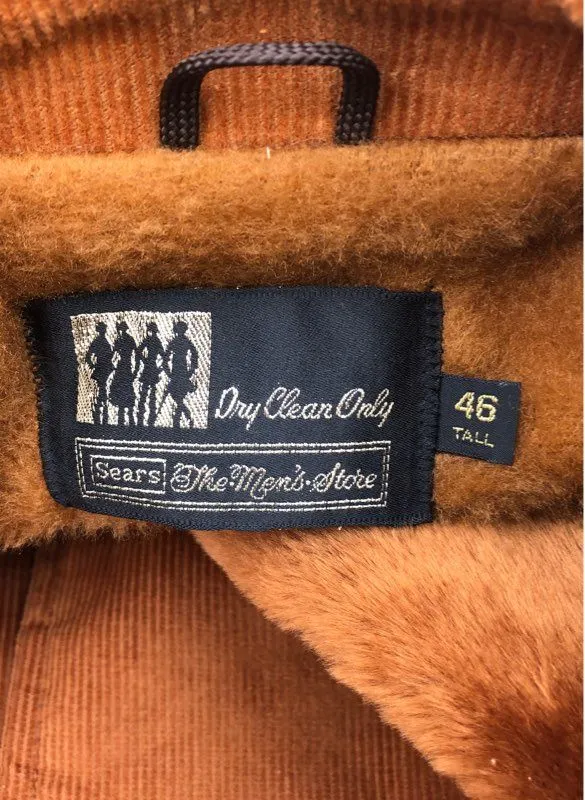 Dry Clean Only
Sears The Men's Store
46
TALL